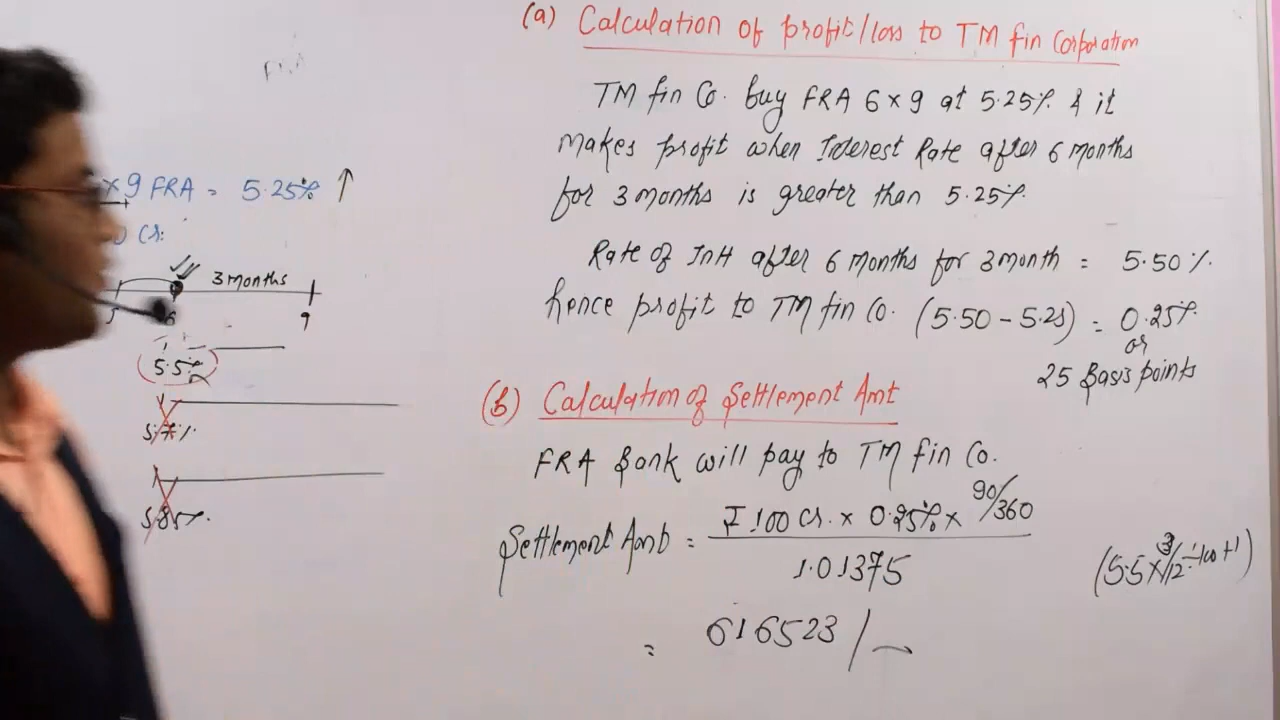 (a) Calculation of profit/loss to TM fin Corporation
TM fin Co. buy FRA 6 x 9 at 5.25% & it
makes profit when Interest Rate after 6 months
for 3 months is greater than 5.25%.
Rate of Int after 6 months for 3 month = 5.50%.
hence profit to TM fin Co. (5.50 - 5.25) = 0.25%
or
25 Basis points
(b) Calculation of Settlement Amt
FRA Bank will pay to TM fin Co.
Settlement Amt = ₹ 100 cr. x 0.25% x 90/360
1.01375
(5.5 x 3/12 ÷ 100 + 1)
= 616523/
x 9 FRA = 5.25% ↑
cr.
3 months
5 6 9
5.5%
5.85%.